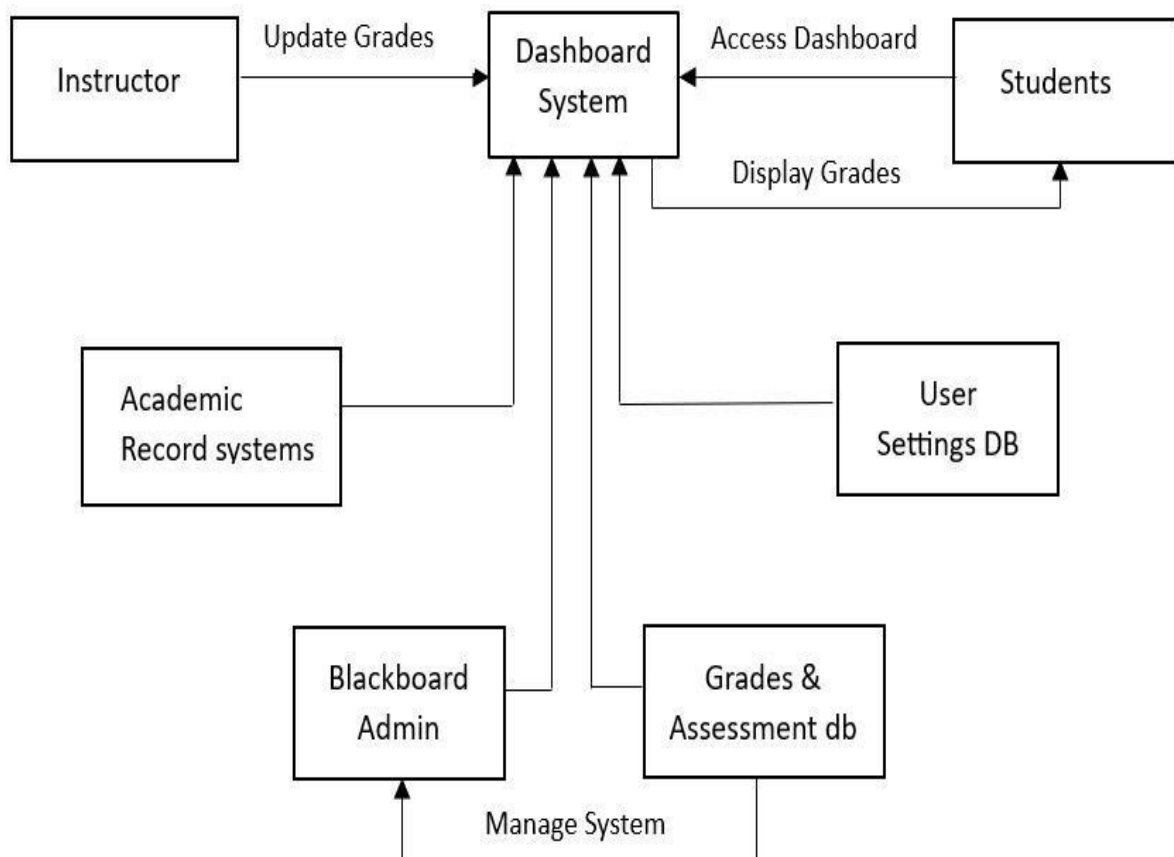 Update Grades
Instructor
Dashboard
System
Access Dashboard
Students
Display Grades
Academic
Record systems
User
Settings DB
Blackboard
Admin
Grades &
Assessment db
Manage System